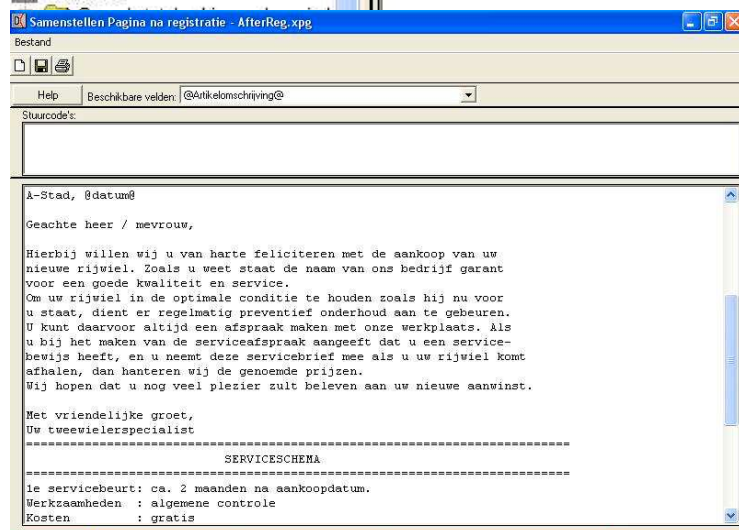 Samenstellen Pagina na registratie - AfterReg.xpg
Bestand
Help Beschikbare velden: @Artikelomschrijving@
Stuurcode's:
A-Stad, @datum@
Geachte heer / mevrouw,
Hierbij willen wij u van harte feliciteren met de aankoop van uw
nieuwe rijwiel. Zoals u weet staat de naam van ons bedrijf garant
voor een goede kwaliteit en service.
Om uw rijwiel in de optimale conditie te houden zoals hij nu voor
u staat, dient er regelmatig preventief onderhoud aan te gebeuren.
U kunt daarvoor altijd een afspraak maken met onze werkplaats. Als
u bij het maken van de serviceafspraak aangeeft dat u een service-
bewijs heeft, en u neemt deze servicebrief mee als u uw rijwiel komt
afhalen, dan hanteren wij de genoemde prijzen.
Wij hopen dat u nog veel plezier zult beleven aan uw nieuwe aanwinst.
Met vriendelijke groet,
Uw tweewielerspecialist
======================================================================
SERVICESCHEMA
======================================================================
1e servicebeurt: ca. 2 maanden na aankoopdatum.
Werkzaamheden : algemene controle
Kosten : gratis